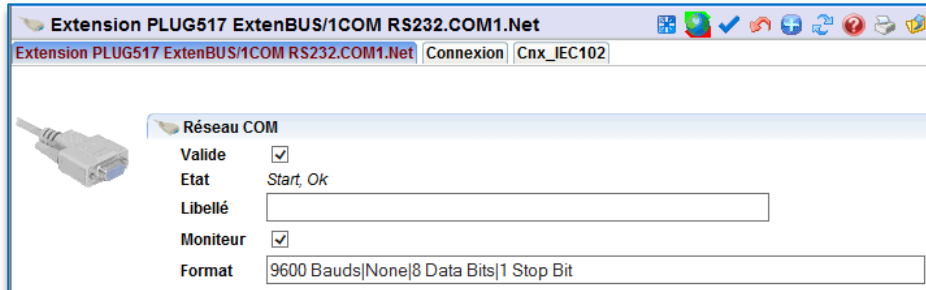 Extension PLUG517 ExtenBUS/1COM RS232.COM1.Net
Extension PLUG517 ExtenBUS/1COM RS232.COM1.Net Connexion Cnx_IEC102
Réseau COM
Valide
Etat Start, Ok
Libellé
Moniteur
Format 9600 Bauds|None|8 Data Bits|1 Stop Bit